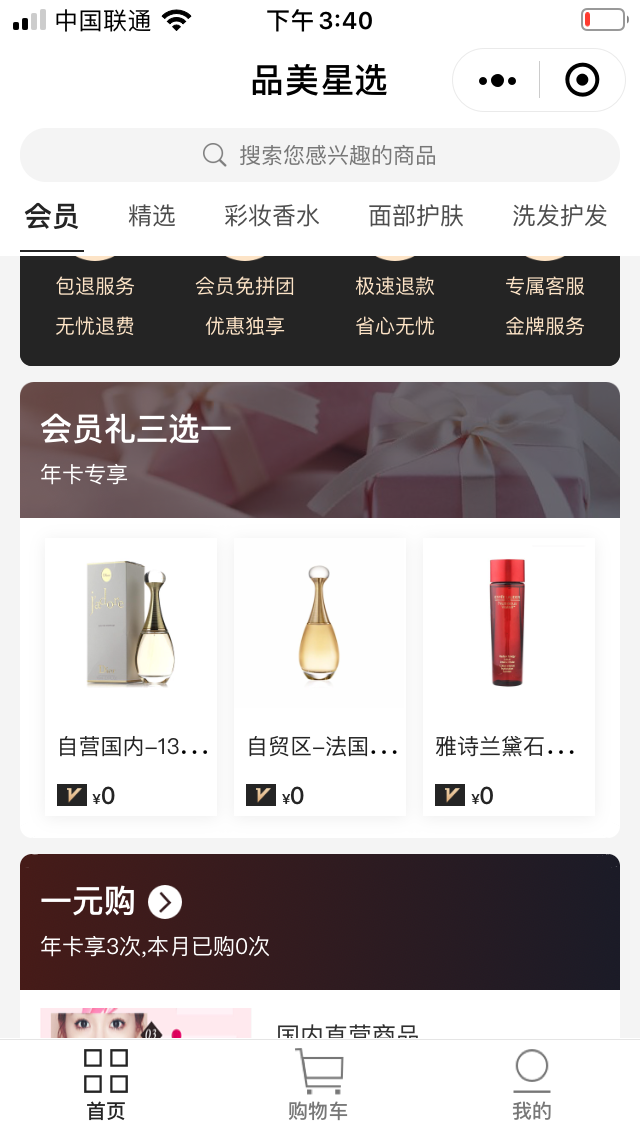 中国联通
下午3:40
品美星选
搜索您感兴趣的商品
会员 精选 彩妆香水 面部护肤 洗发护发
包退服务 会员免拼团 极速退款 专属客服
无忧退费 优惠独享 省心无忧 金牌服务
会员礼三选一
年卡专享
自营国内-13... 自贸区-法国... 雅诗兰黛石...
¥0 ¥0 ¥0
一元购
年卡享3次,本月已购0次
03
国内直营商品
首页 购物车 我的